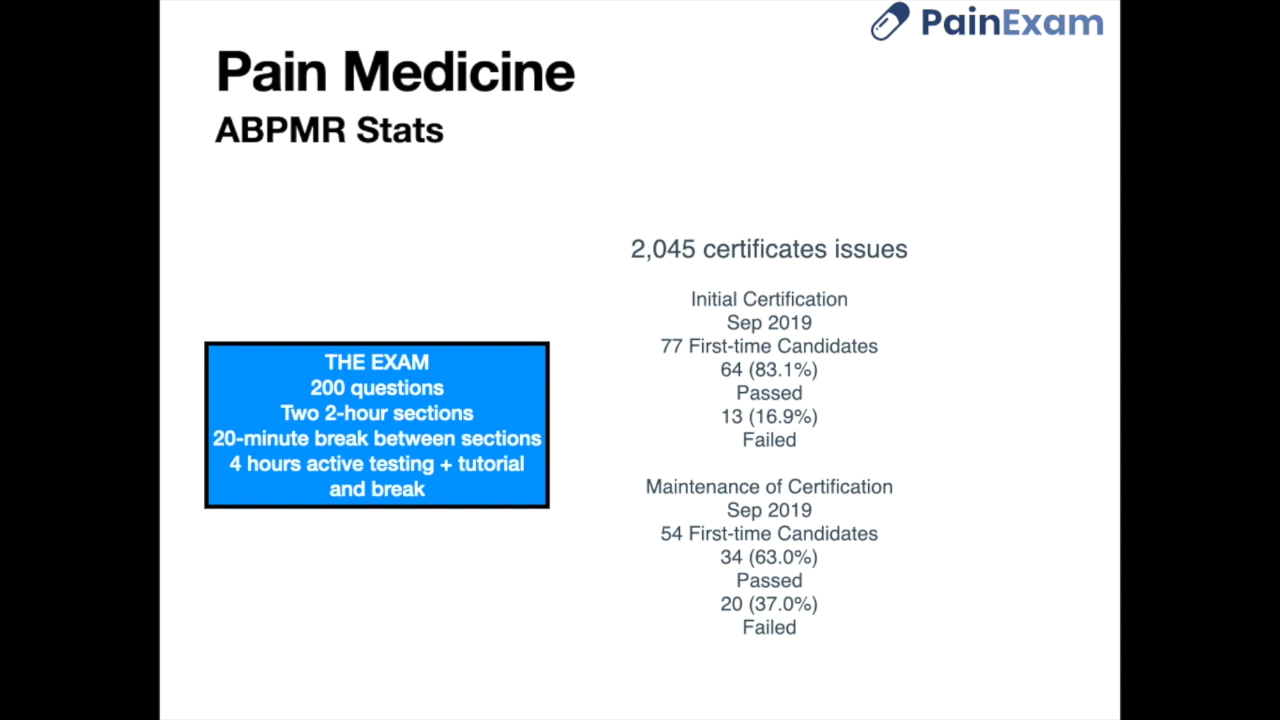 PainExam
Pain Medicine
ABPMR Stats
2,045 certificates issues
Initial Certification
Sep 2019
77 First-time Candidates
64 (83.1%)
Passed
13 (16.9%)
Failed
Maintenance of Certification
Sep 2019
54 First-time Candidates
34 (63.0%)
Passed
20 (37.0%)
Failed
THE EXAM
200 questions
Two 2-hour sections
20-minute break between sections
4 hours active testing + tutorial
and break